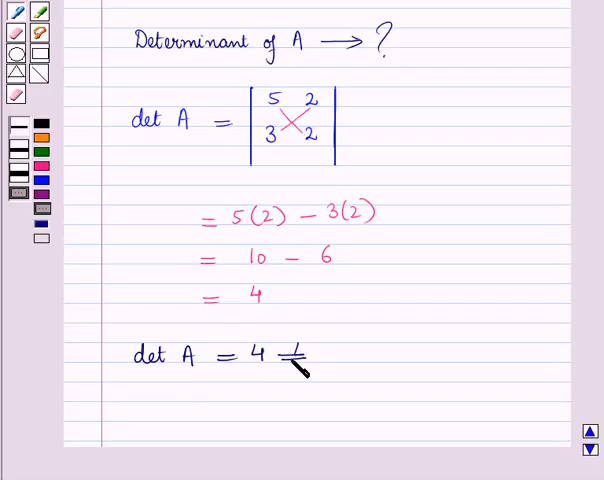 Determinant of A ⟶ ?
det A = | 5 2 |
| 3 2 |
= 5(2) − 3(2)
= 10 − 6
= 4
det A = 4 ≠